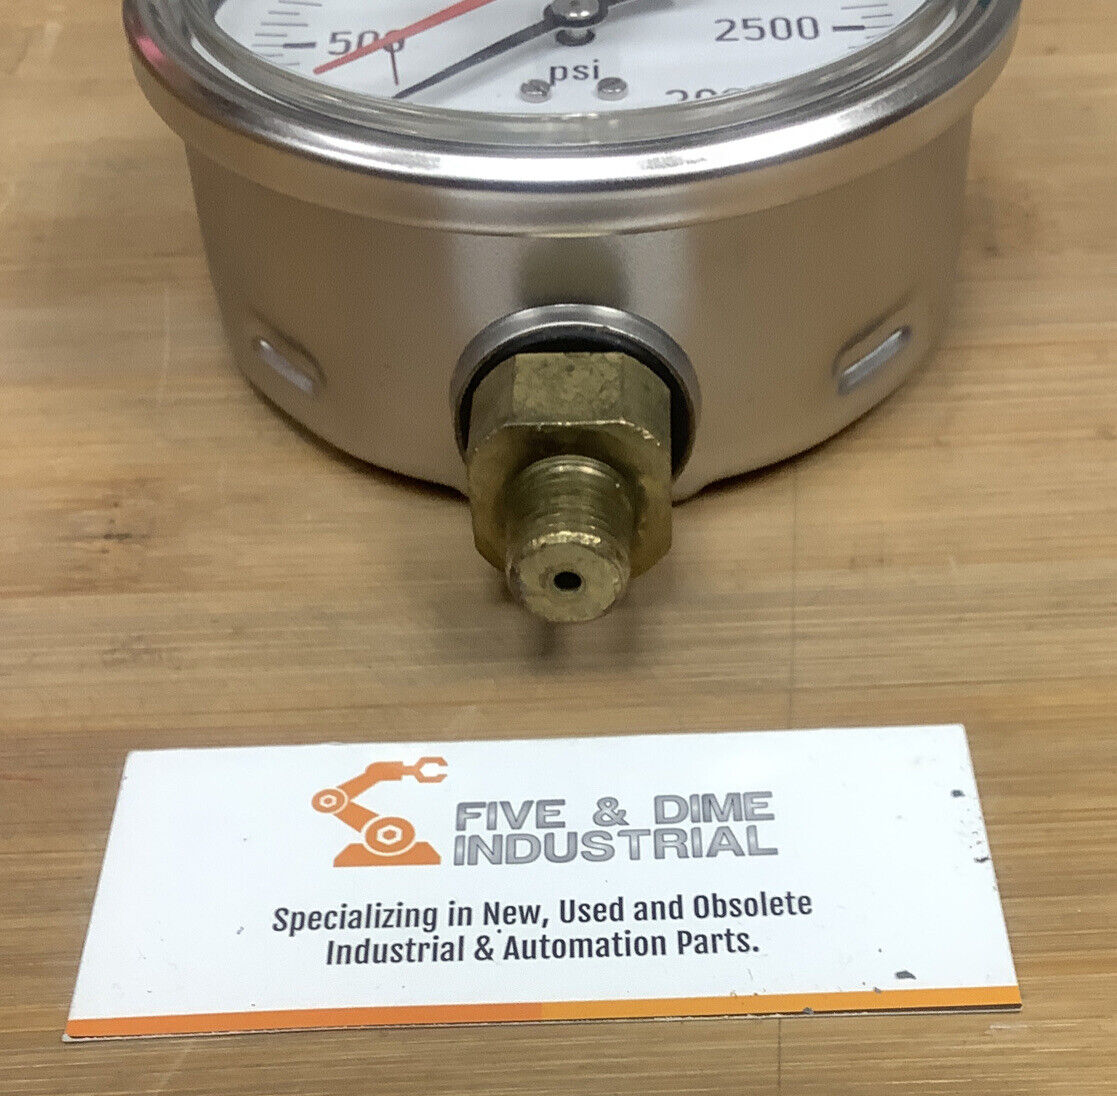 500
2500
psi
FIVE & DIME
INDUSTRIAL
Specializing in New, Used and Obsolete
Industrial & Automation Parts.